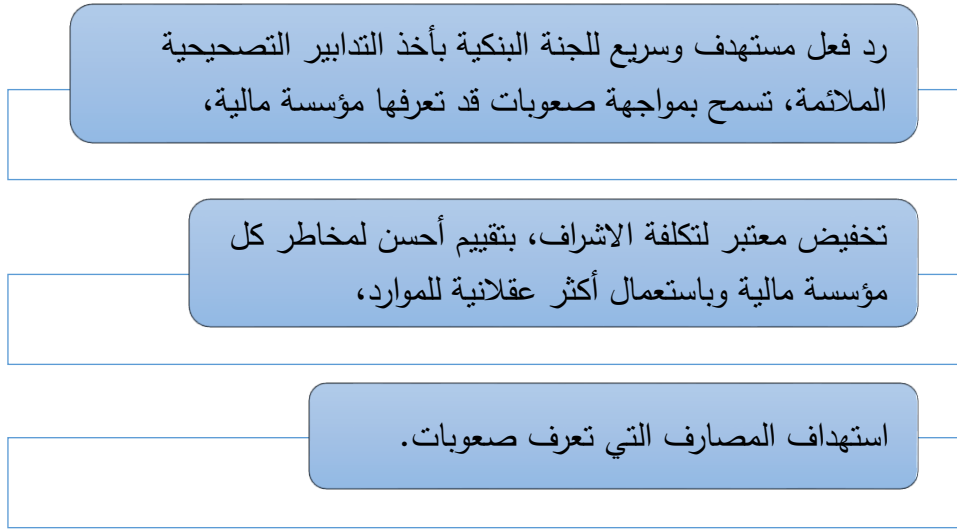 رد فعل مستهدف وسريع للجنة البنكية بأخذ التدابير التصحيحية
الملائمة، تسمح بمواجهة صعوبات قد تعرفها مؤسسة مالية،
تخفيض معتبر لتكلفة الاشراف، بتقييم أحسن لمخاطر كل
مؤسسة مالية وباستعمال أكثر عقلانية للموارد،
استهداف المصارف التي تعرف صعوبات.